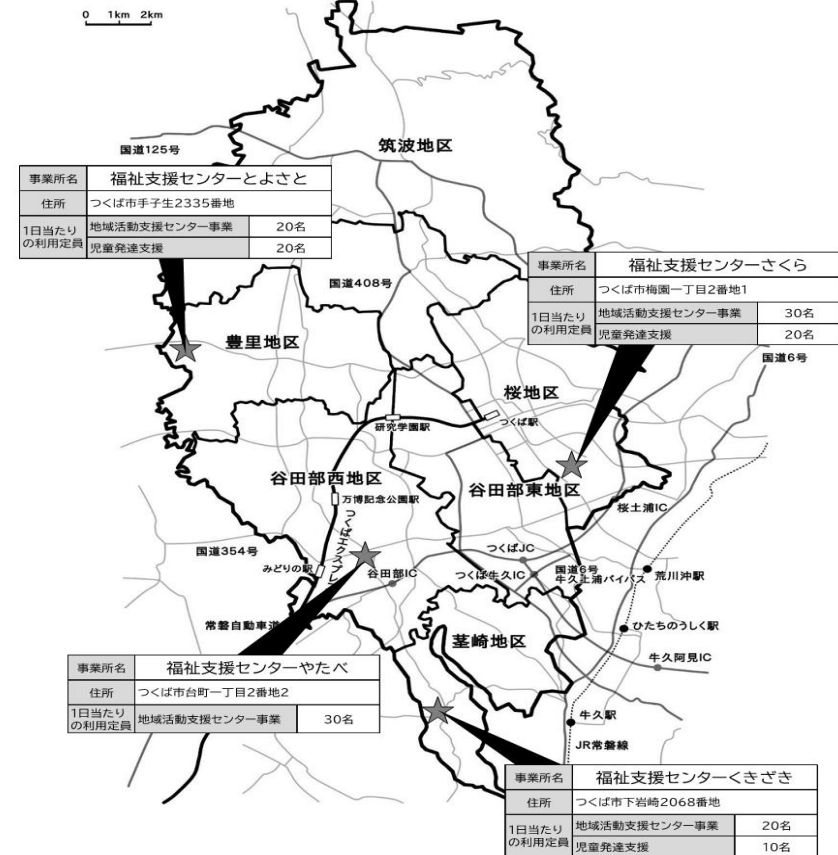 0 1km 2km
筑波地区
国道125号
事業所名 福祉支援センターとよさと
住所 つくば市手子生2335番地
1日当たりの利用定員 地域活動支援センター事業 20名
児童発達支援 20名
国道408号
事業所名 福祉支援センターさくら
住所 つくば市梅園一丁目2番地1
1日当たりの利用定員 地域活動支援センター事業 30名
児童発達支援 20名
豊里地区
国道6号
桜地区
研究学園駅
つくば駅
谷田部西地区
谷田部東地区
万博記念公園駅
桜土浦IC
つくばエクスプレス
国道354号
つくばJC
みどりの駅
谷田部IC
つくば牛久IC
国道6号
牛久土浦バイパス
荒川沖駅
常磐自動車道
ひたちのうしく駅
茎崎地区
牛久阿見IC
事業所名 福祉支援センターやたべ
住所 つくば市台町一丁目2番地2
1日当たりの利用定員 地域活動支援センター事業 30名
牛久駅
JR常磐線
事業所名 福祉支援センターくきざき
住所 つくば市下岩崎2068番地
1日当たりの利用定員 地域活動支援センター事業 20名
児童発達支援 10名